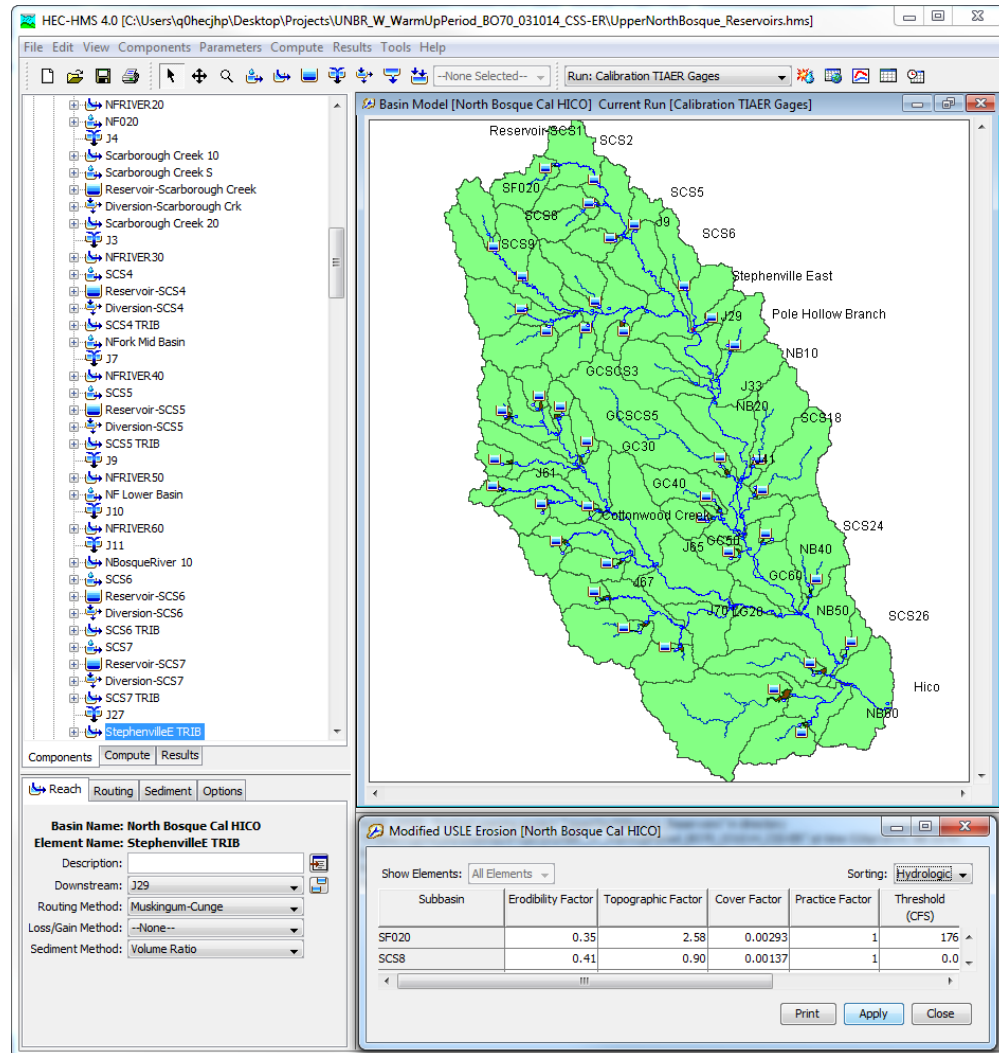 HEC-HMS 4.0 [C:\Users\q0hecjhp\Desktop\Projects\UNBR_W_WarmUpPeriod_BO70_031014_CSS-ER\UpperNorthBosque_Reservoirs.hms]
File Edit View Components Parameters Compute Results Tools Help
--None Selected-- Run: Calibration TIAER Gages
NFRIVER20
NF020
J4
Scarborough Creek 10
Scarborough Creek S
Reservoir-Scarborough Creek
Diversion-Scarborough Crk
Scarborough Creek 20
J3
NFRIVER30
SCS4
Reservoir-SCS4
Diversion-SCS4
SCS4 TRIB
NFork Mid Basin
J7
NFRIVER40
SCS5
Reservoir-SCS5
Diversion-SCS5
SCS5 TRIB
J9
NFRIVER50
NF Lower Basin
J10
NFRIVER60
J11
NBosqueRiver 10
SCS6
Reservoir-SCS6
Diversion-SCS6
SCS6 TRIB
SCS7
Reservoir-SCS7
Diversion-SCS7
SCS7 TRIB
J27
StephenvilleE TRIB
Components Compute Results
Reach Routing Sediment Options
Basin Name: North Bosque Cal HICO
Element Name: StephenvilleE TRIB
Description:
Downstream: J29
Routing Method: Muskingum-Cunge
Loss/Gain Method: --None--
Sediment Method: Volume Ratio
Basin Model [North Bosque Cal HICO] Current Run [Calibration TIAER Gages]
Reservoir-SCS1
SCS2
SF020
SCS5
SCS8
J9
SCS6
SCS9
Stephenville East
J29
Pole Hollow Branch
NB10
GCSCS3
J33
NB20
GCSCS5
SCS18
GC30
J41
J61
GC40
Cottonwood Creek
SCS24
J65 GC50
NB40
GC60
J67
J70 LG20
NB50
SCS26
Hico
NB60
Modified USLE Erosion [North Bosque Cal HICO]
Show Elements: All Elements Sorting: Hydrologic
Subbasin Erodibility Factor Topographic Factor Cover Factor Practice Factor Threshold
(CFS)
SF020 0.35 2.58 0.00293 1 176
SCS8 0.41 0.90 0.00137 1 0.0
Print Apply Close